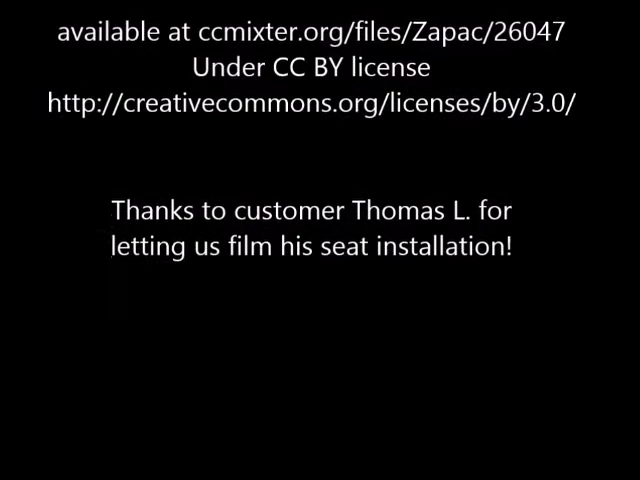 available at ccmixter.org/files/Zapac/26047
Under CC BY license
http://creativecommons.org/licenses/by/3.0/
Thanks to customer Thomas L. for
letting us film his seat installation!